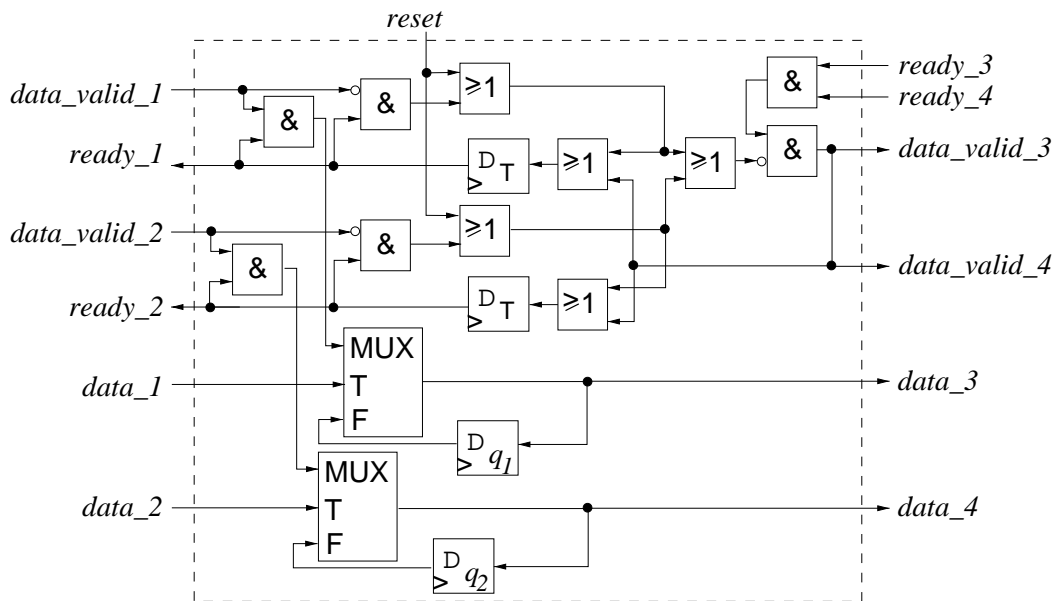 reset
data_valid_1
ready_1
data_valid_2
ready_2
data_1
data_2
&
&
≥1
D T
≥1
≥1
&
&
ready_3
ready_4
data_valid_3
&
&
≥1
D T
≥1
data_valid_4
MUX
T
F
data_3
D q1
MUX
T
F
data_4
D q2